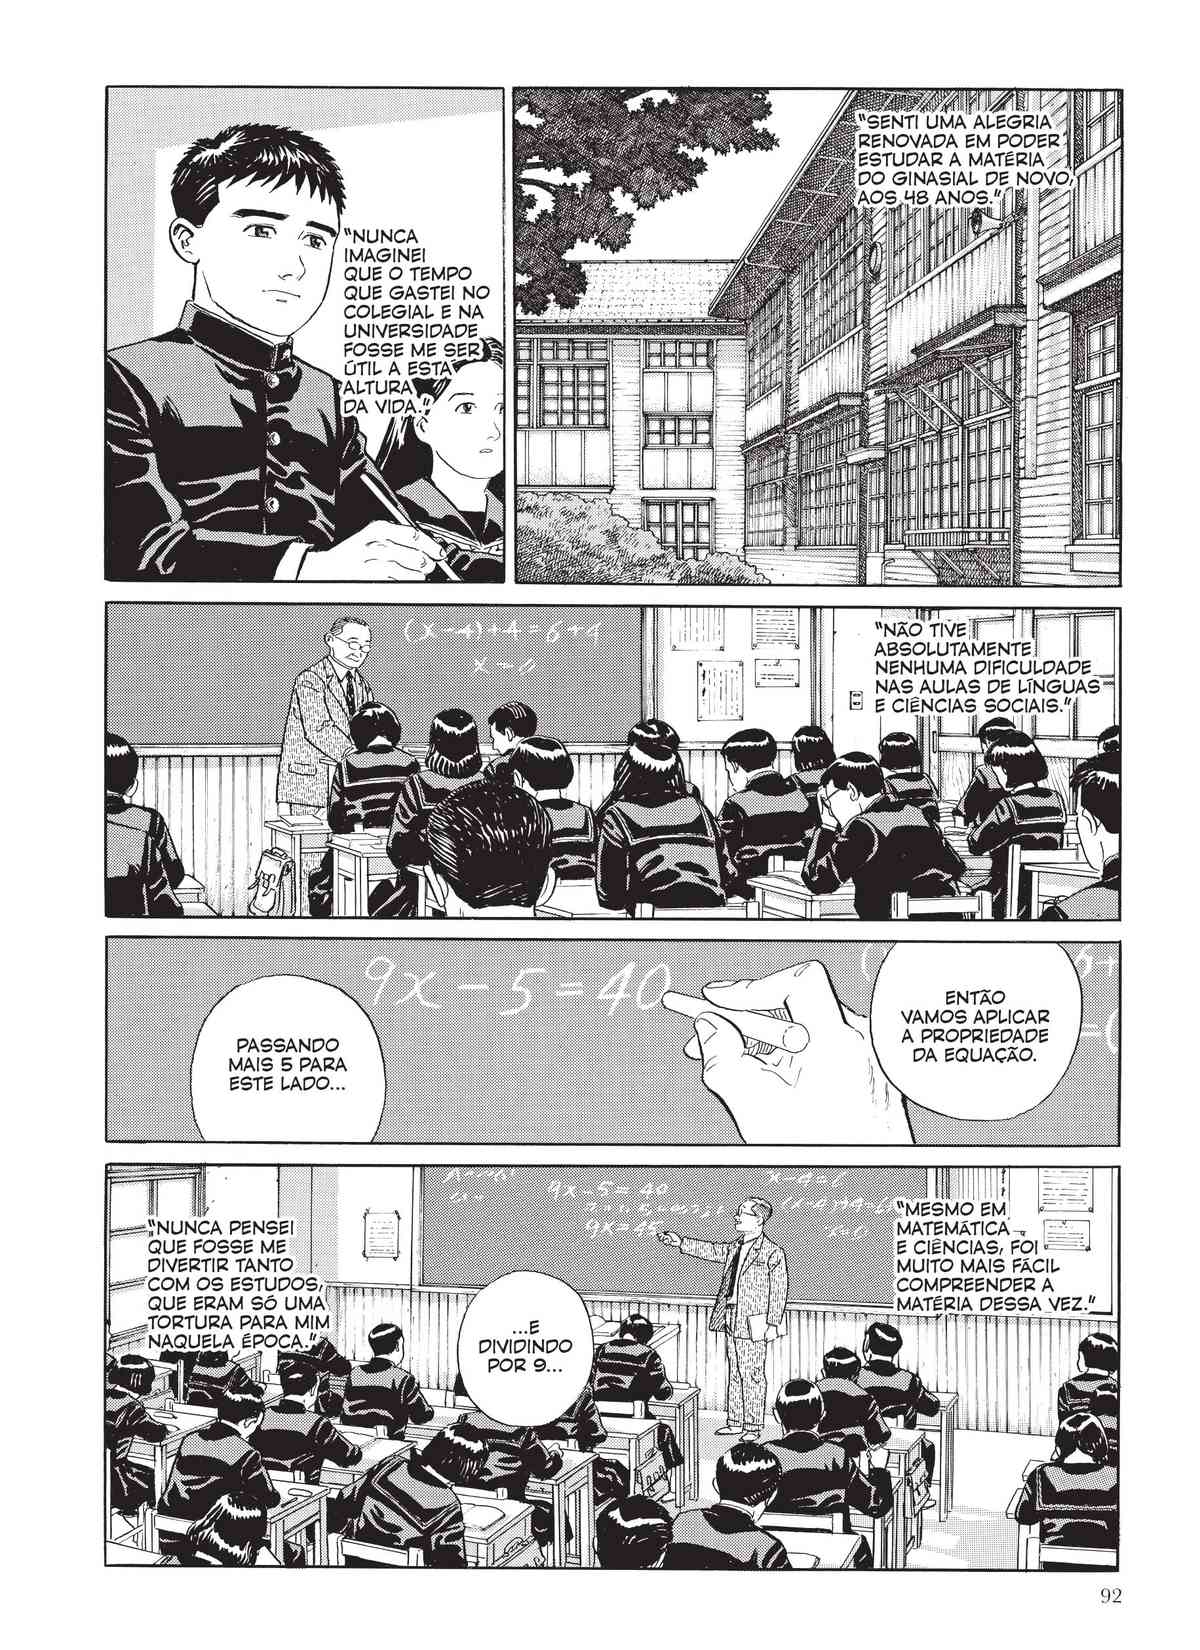 "SENTI UMA ALEGRIA
RENOVADA EM PODER
ESTUDAR A MATÉRIA
DO GINASIAL DE NOVO,
AOS 48 ANOS."
"NUNCA
IMAGINEI
QUE O TEMPO
QUE GASTEI NO
COLEGIAL E NA
UNIVERSIDADE
FOSSE ME SER
ÚTIL A ESTA
ALTURA
DA VIDA."
"NÃO TIVE
ABSOLUTAMENTE
NENHUMA DIFICULDADE
NAS AULAS DE LÍNGUAS
E CIÊNCIAS SOCIAIS."
(x-4)+4=6+4
ENTÃO
VAMOS APLICAR
A PROPRIEDADE
DA EQUAÇÃO.
9x-5=40
PASSANDO
MAIS 5 PARA
ESTE LADO...
"MESMO EM
MATEMÁTICA
E CIÊNCIAS, FOI
MUITO MAIS FÁCIL
COMPREENDER A
MATÉRIA DESSA VEZ."
9x-5=40
9x=45
...E
DIVIDINDO
POR 9...
"NUNCA PENSEI
QUE FOSSE ME
DIVERTIR TANTO
COM OS ESTUDOS,
QUE ERAM SÓ UMA
TORTURA PARA MIM
NAQUELA ÉPOCA."
92